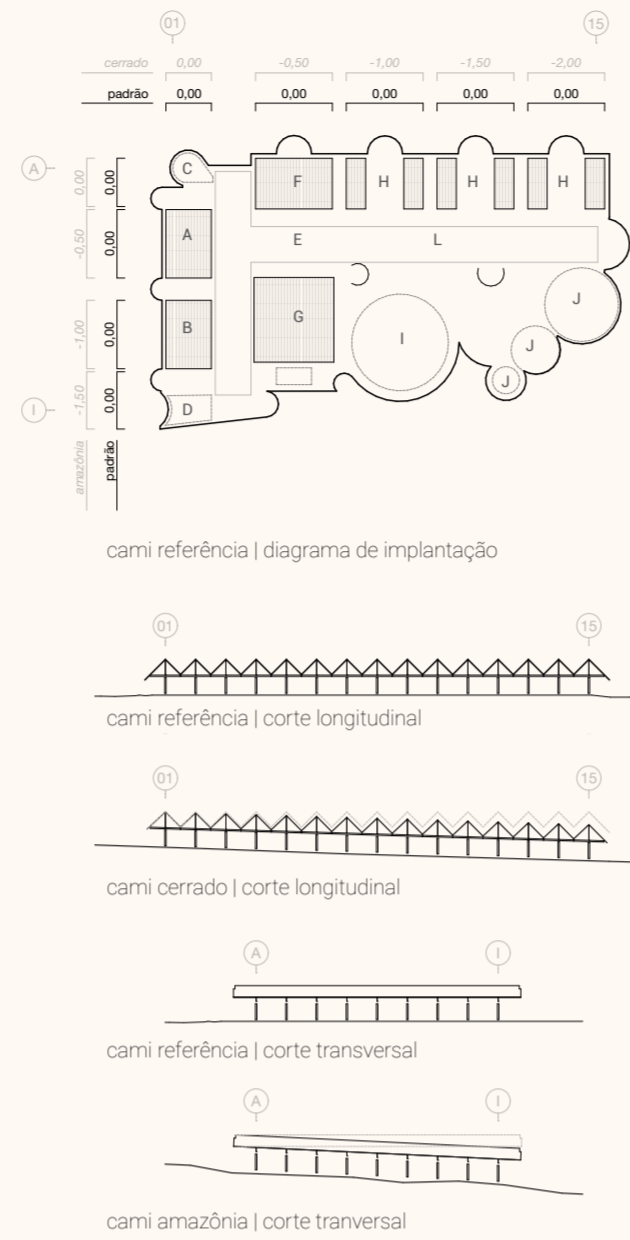 01 15
cerrado 0,00 -0,50 -1,00 -1,50 -2,00
padrão 0,00 0,00 0,00 0,00 0,00
A 0,00 0,00 C F H H H
-0,50 0,00 A E L
-1,00 0,00 B G I J J
I -1,50 0,00 D J
amazônia padrão
cami referência | diagrama de implantação
01 15
cami referência | corte longitudinal
01 15
cami cerrado | corte longitudinal
A I
cami referência | corte transversal
A I
cami amazônia | corte tranversal